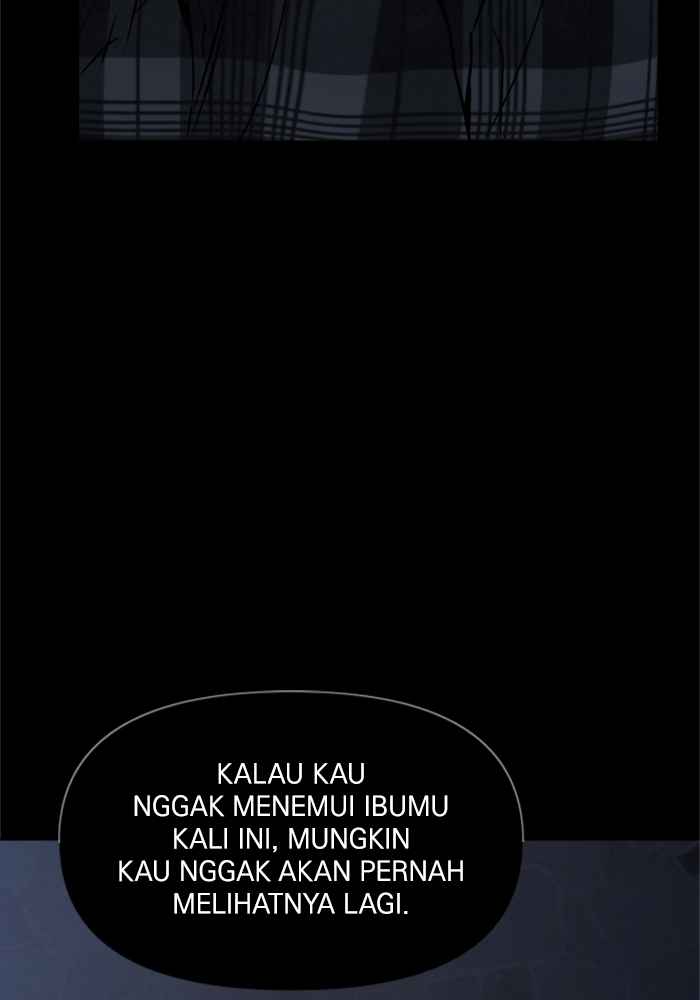 KALAU KAU
NGGAK MENEMUI IBUMU
KALI INI, MUNGKIN
KAU NGGAK AKAN PERNAH
MELIHATNYA LAGI.